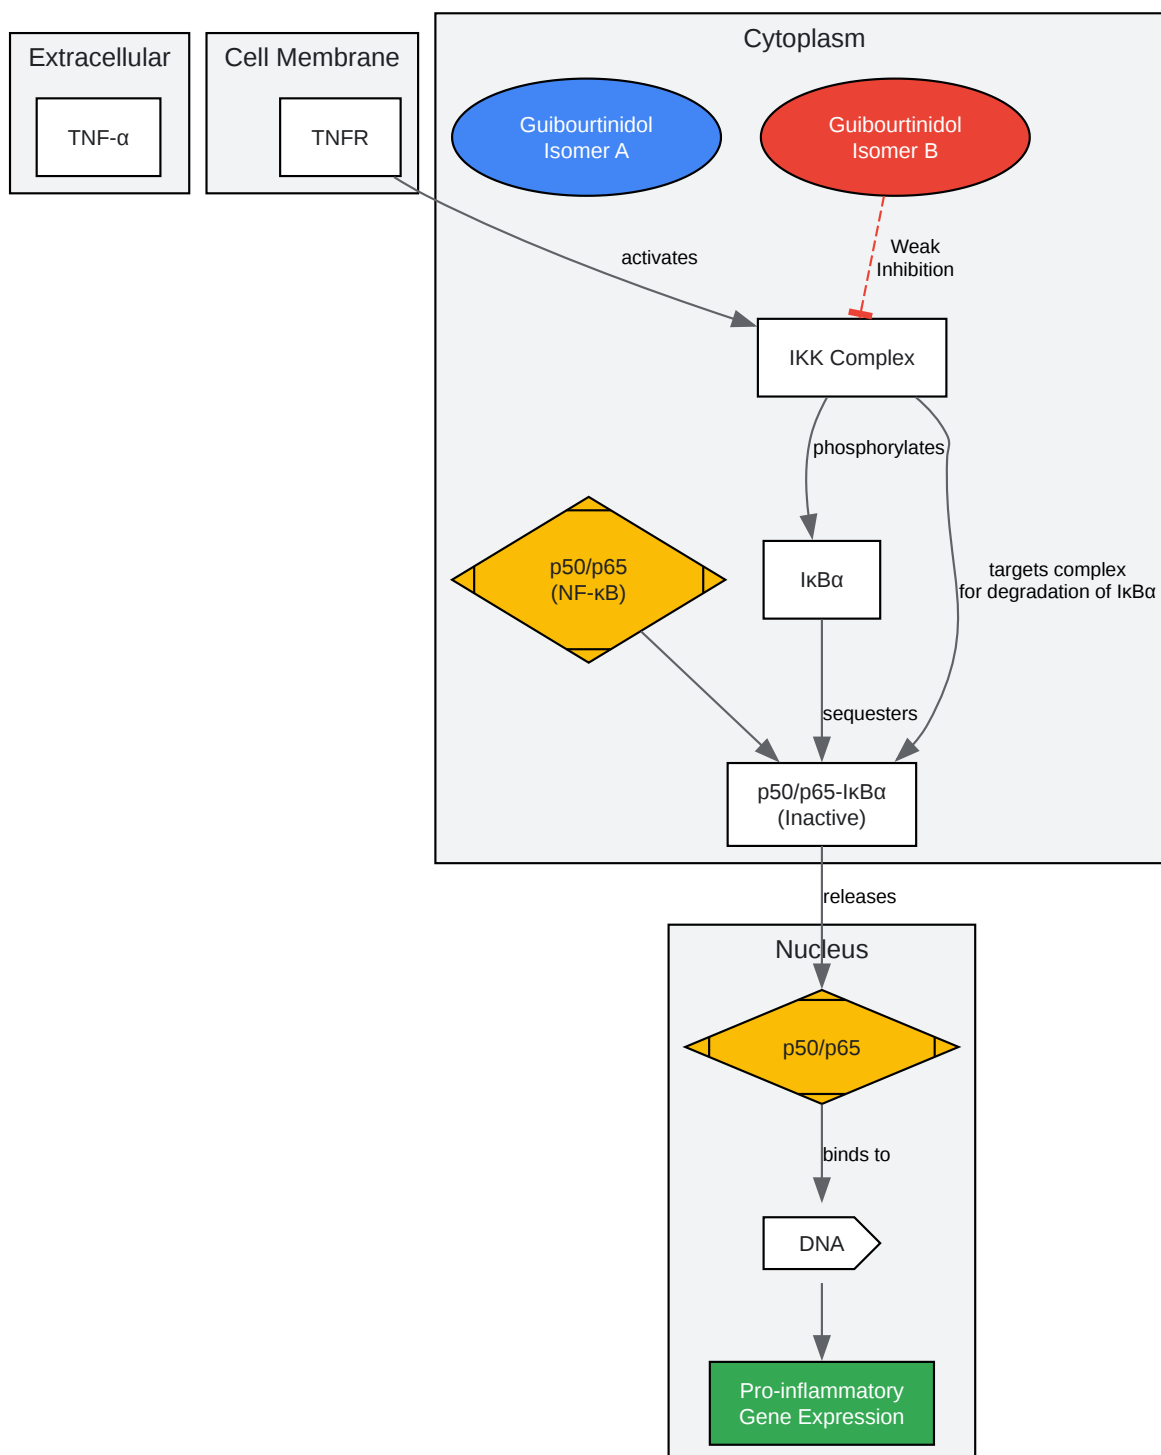 Extracellular
TNF-α
Cell Membrane
TNFR
Cytoplasm
Guibourtinidol
Isomer A
Guibourtinidol
Isomer B
activates
Weak
Inhibition
IKK Complex
phosphorylates
p50/p65
(NF-κB)
IκBα
targets complex
for degradation of IκBα
sequesters
p50/p65-IκBα
(Inactive)
releases
Nucleus
p50/p65
binds to
DNA
Pro-inflammatory
Gene Expression